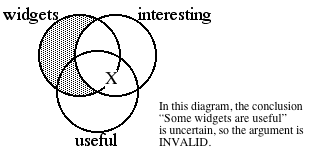 widgets interesting
X
In this diagram, the conclusion
“Some widgets are useful”
is uncertain, so the argument is
INVALID.
useful